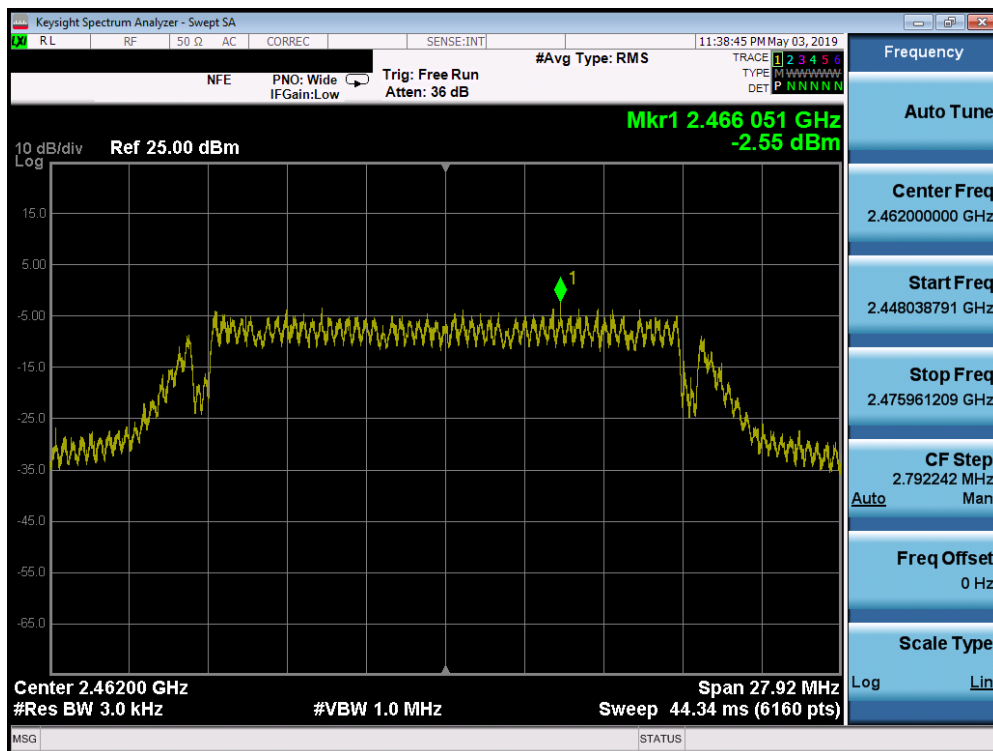 Keysight Spectrum Analyzer - Swept SA
LXI RL RF 50 Ω AC CORREC SENSE:INT 11:38:45 PM May 03, 2019
#Avg Type: RMS TRACE 1 2 3 4 5 6
NFE PNO: Wide Trig: Free Run TYPE M WWWWW
IFGain:Low Atten: 36 dB DET P N N N N N
Mkr1 2.466 051 GHz
-2.55 dBm
10 dB/div Ref 25.00 dBm
Log
1
15.0
5.00
-5.00
-15.0
-25.0
-35.0
-45.0
-55.0
-65.0
Center 2.46200 GHz Span 27.92 MHz
#Res BW 3.0 kHz #VBW 1.0 MHz Sweep 44.34 ms (6160 pts)
MSG STATUS
Frequency
Auto Tune
Center Freq
2.462000000 GHz
Start Freq
2.448038791 GHz
Stop Freq
2.475961209 GHz
CF Step
2.792242 MHz
Auto Man
Freq Offset
0 Hz
Scale Type
Log Lin